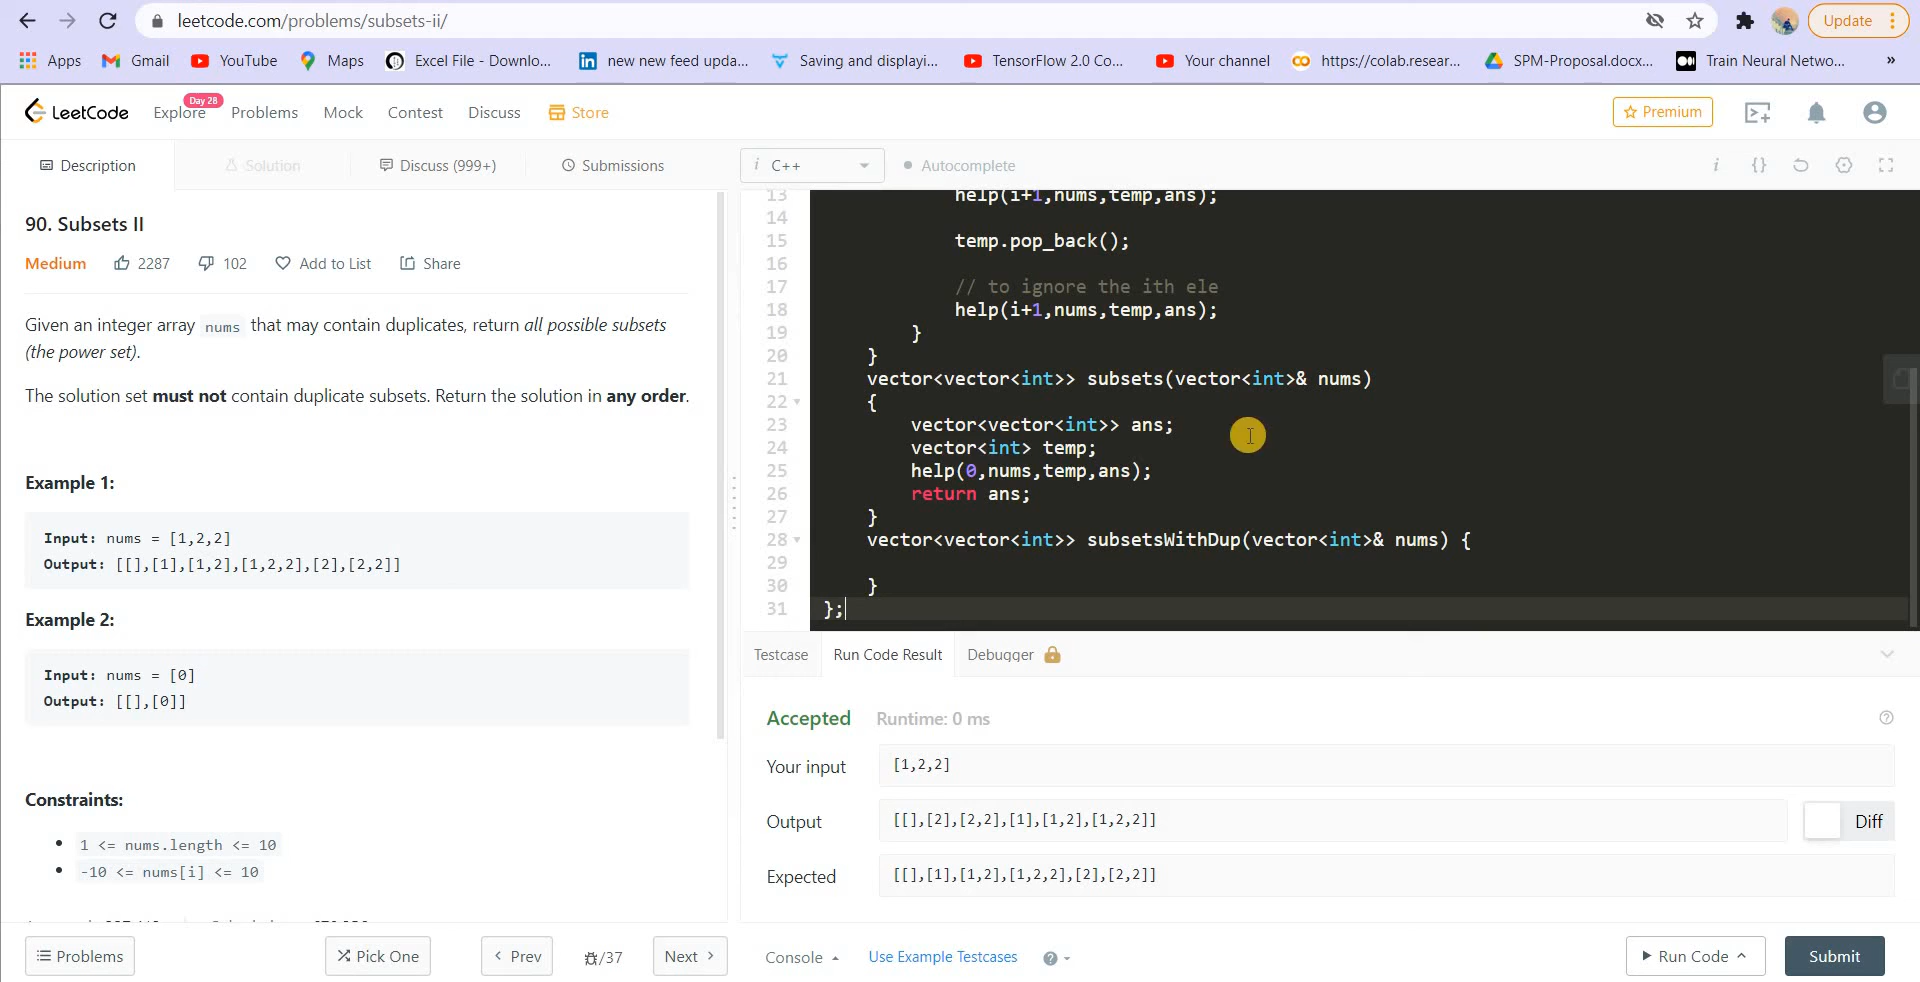 leetcode.com/problems/subsets-ii/
Update
Apps
Gmail
YouTube
Maps
Excel File - Downlo...
new new feed upda...
Saving and displayi...
TensorFlow 2.0 Co...
Your channel
https://colab.resear...
SPM-Proposal.docx...
Train Neural Netwo...
»
LeetCode
Explore
Day 28
Problems
Mock
Contest
Discuss
Store
Premium
Description
Solution
Discuss (999+)
Submissions
i C++
Autocomplete
i {}
90. Subsets II
Medium
2287
102
Add to List
Share
Given an integer array nums that may contain duplicates, return all possible subsets
(the power set).
The solution set must not contain duplicate subsets. Return the solution in any order.
Example 1:
Input: nums = [1,2,2]
Output: [[],[1],[1,2],[1,2,2],[2],[2,2]]
Example 2:
Input: nums = [0]
Output: [[],[0]]
Constraints:
1 <= nums.length <= 10
-10 <= nums[i] <= 10
13 help(i+1,nums,temp,ans);
14
15 temp.pop_back();
16
17 // to ignore the ith ele
18 help(i+1,nums,temp,ans);
19 }
20 }
21 vector<vector<int>> subsets(vector<int>& nums)
22 {
23 vector<vector<int>> ans;
24 vector<int> temp;
25 help(0,nums,temp,ans);
26 return ans;
27 }
28 vector<vector<int>> subsetsWithDup(vector<int>& nums) {
29
30 }
31 };
Testcase
Run Code Result
Debugger
Accepted
Runtime: 0 ms
Your input
[1,2,2]
Output
[[],[2],[2,2],[1],[1,2],[1,2,2]]
Diff
Expected
[[],[1],[1,2],[1,2,2],[2],[2,2]]
Problems
Pick One
Prev
/37
Next
Console
Use Example Testcases
Run Code
Submit